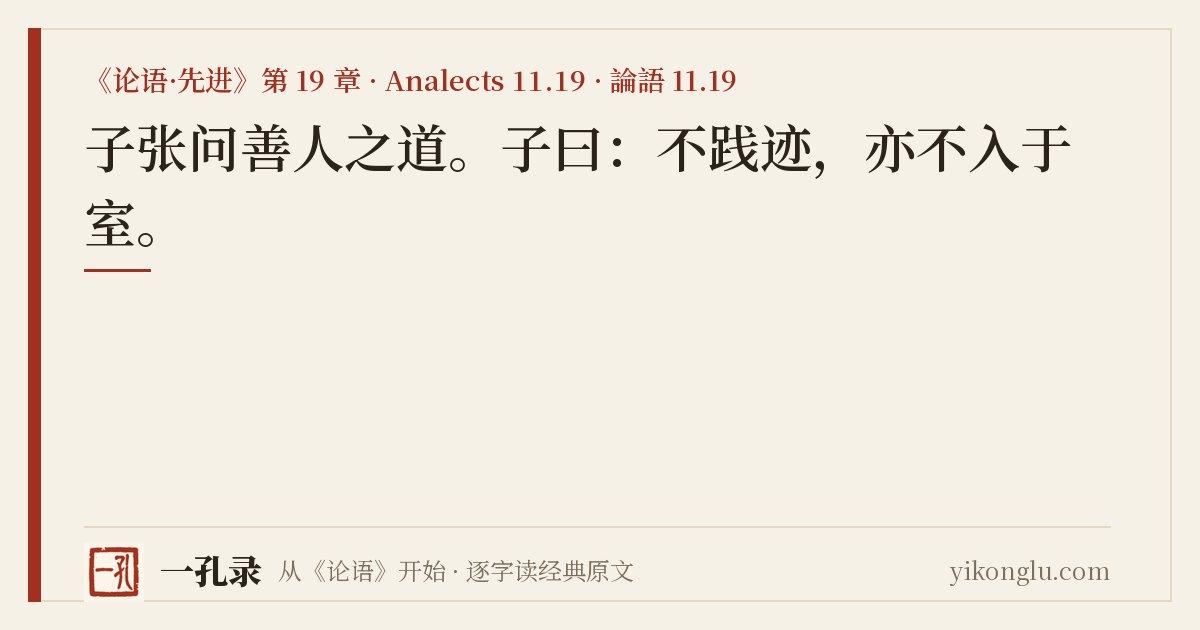 《论语·先进》第 19 章 · Analects 11.19 · 論語 11.19
子张问善人之道。子曰：不践迹，亦不入于
室。
一孔
一孔录 从《论语》开始 · 逐字读经典原文 yikonglu.com